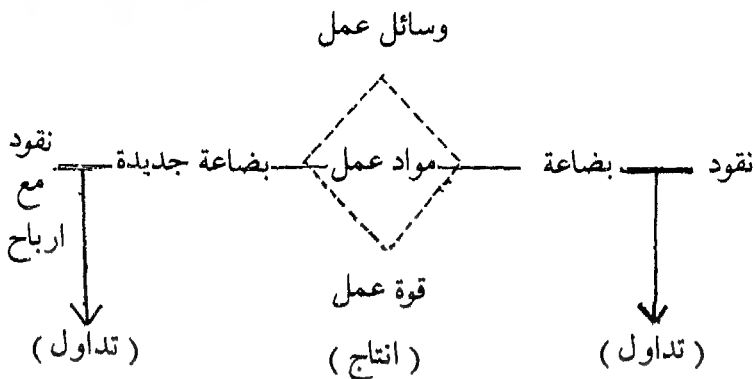 وسائل عمل
نقود بضاعة مواد عمل بضاعة جديدة نقود
مع
ارباح
قوة عمل
( تداول ) ( انتاج ) ( تداول )